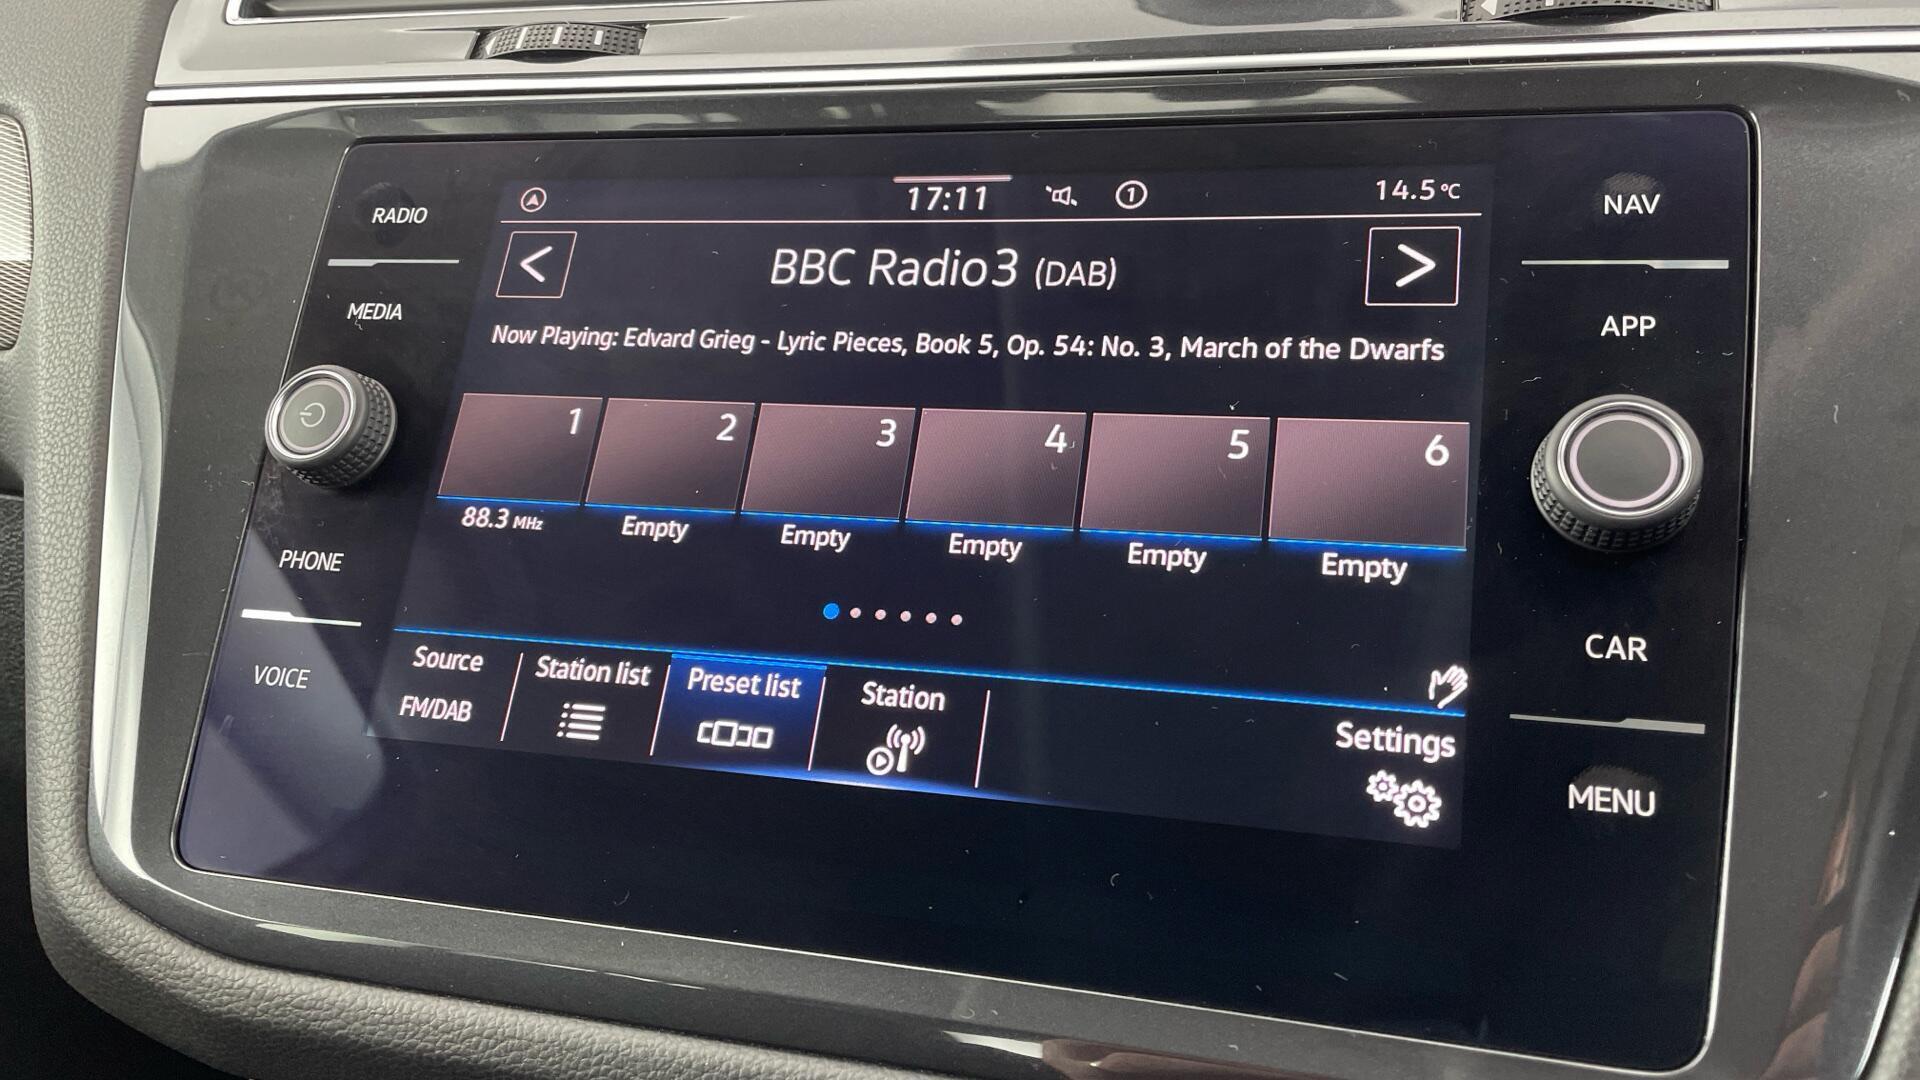 RADIO
MEDIA
PHONE
VOICE
17:11
1
14.5°C
BBC Radio3 (DAB)
Now Playing: Edvard Grieg - Lyric Pieces, Book 5, Op. 54: No. 3, March of the Dwarfs
1 2 3 4 5 6
88.3 MHz Empty Empty Empty Empty Empty
Source
FM/DAB
Station list
Preset list
Station
Settings
NAV
APP
CAR
MENU